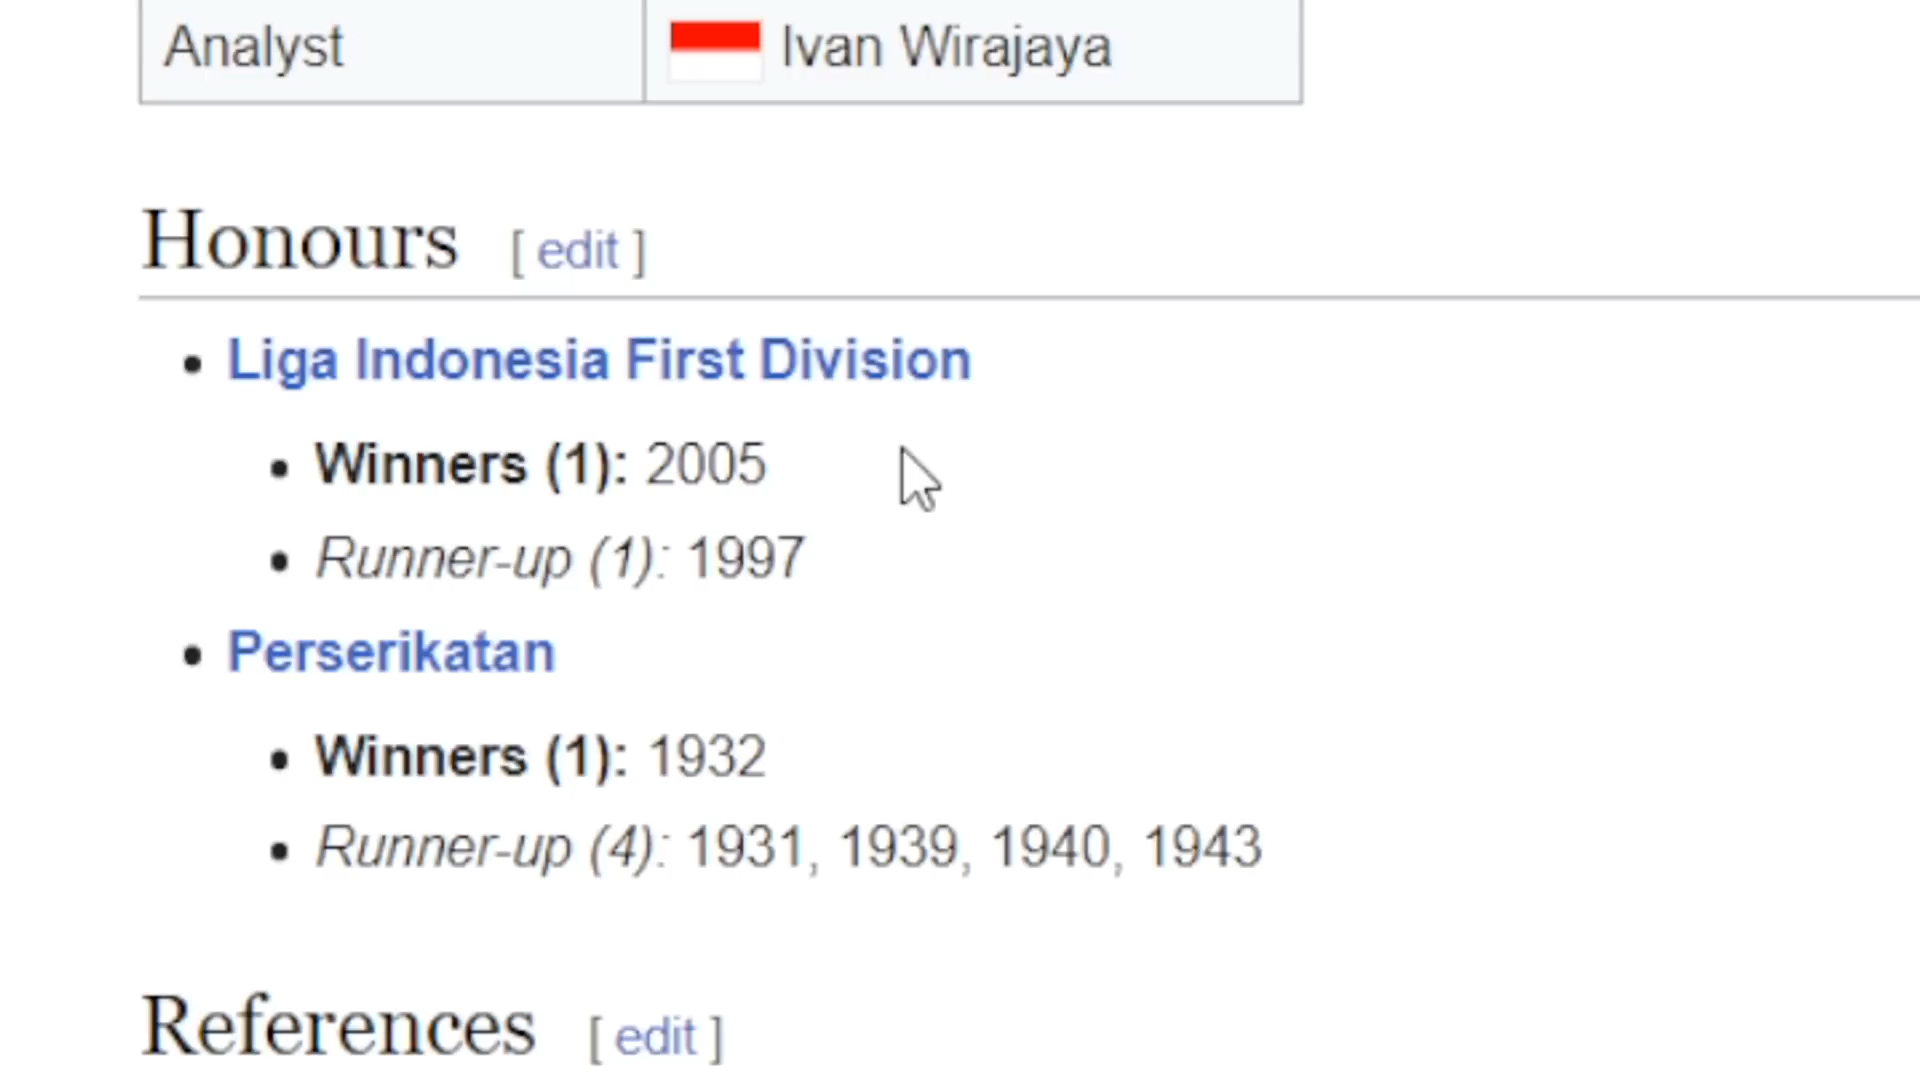 Analyst Ivan Wirajaya
Honours [ edit ]
• Liga Indonesia First Division
• Winners (1): 2005
• Runner-up (1): 1997
• Perserikatan
• Winners (1): 1932
• Runner-up (4): 1931, 1939, 1940, 1943
References [ edit ]